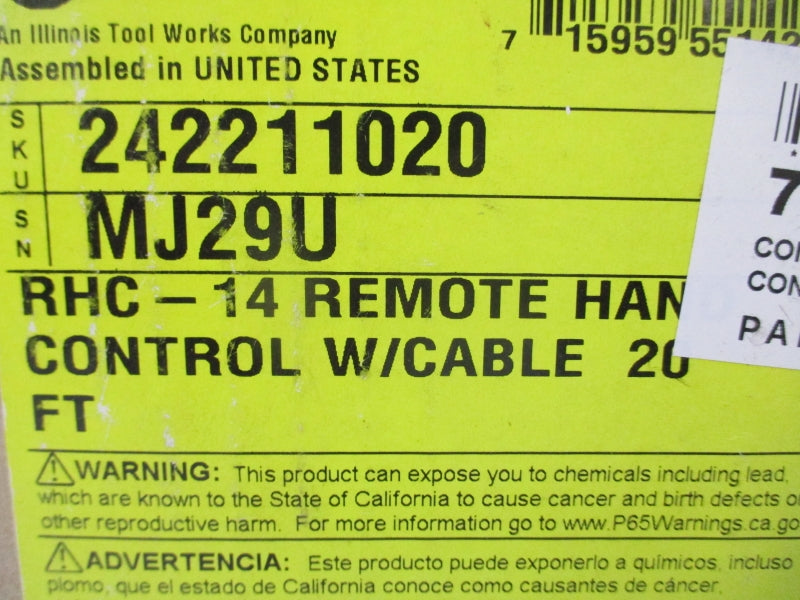 An Illinois Tool Works Company
Assembled in UNITED STATES
7 15959 55142
SKU 242211020
SN MJ29U
RHC-14 REMOTE HAND
CONTROL W/CABLE 20
FT
⚠WARNING: This product can expose you to chemicals including lead,
which are known to the State of California to cause cancer and birth defects or
other reproductive harm. For more information go to www.P65Warnings.ca.go
⚠ADVERTENCIA: Este producto puede exponerlo a químicos, incluso
plomo, que el estado de California conoce como causantes de cáncer,
7
CON
PA